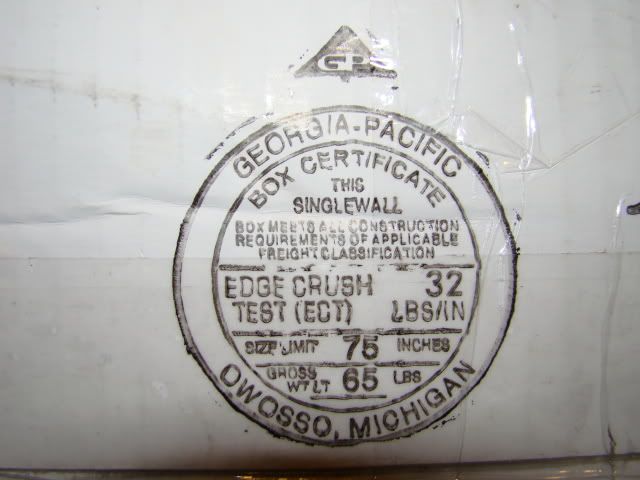 GP
GEORGIA-PACIFIC
BOX CERTIFICATE
THIS
SINGLEWALL
BOX MEETS ALL CONSTRUCTION
REQUIREMENTS OF APPLICABLE
FREIGHT CLASSIFICATION
EDGE CRUSH 32
TEST (ECT) LBS/IN
SIZE LIMIT 75 INCHES
GROSS
WT LT 65 LBS
OWOSSO, MICHIGAN